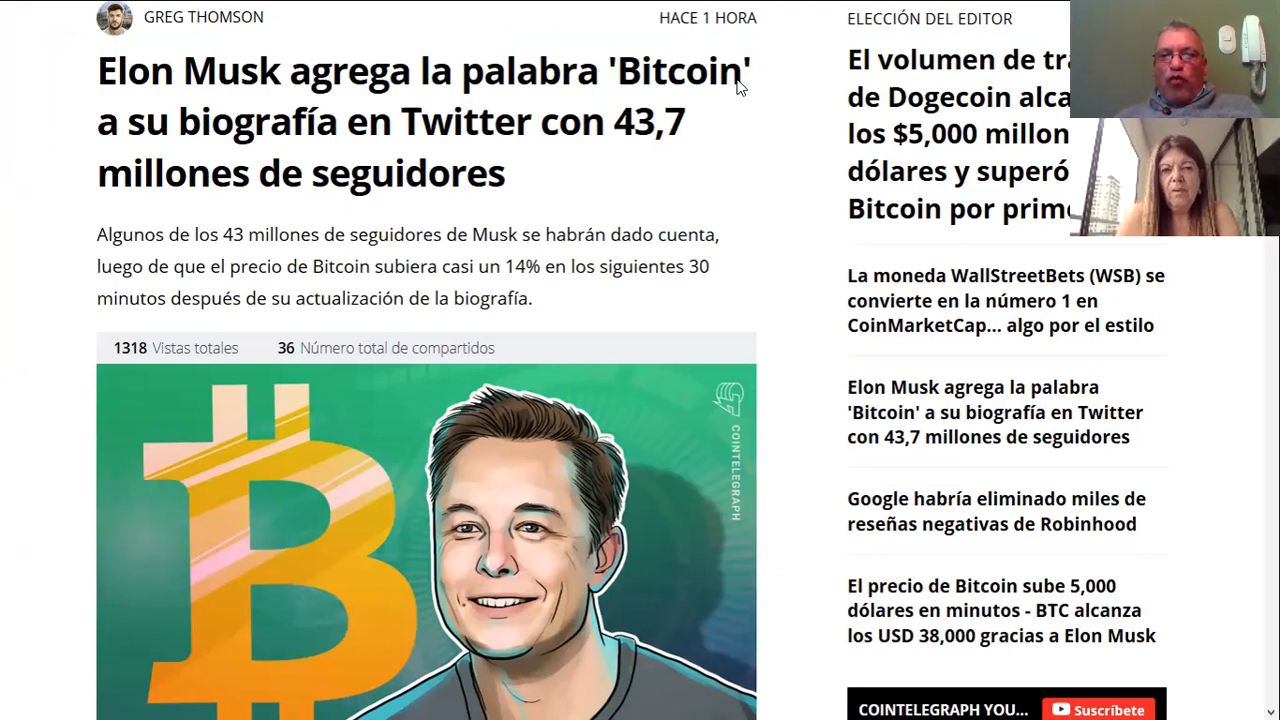 GREG THOMSON
HACE 1 HORA
Elon Musk agrega la palabra 'Bitcoin'
a su biografía en Twitter con 43,7
millones de seguidores
Algunos de los 43 millones de seguidores de Musk se habrán dado cuenta,
luego de que el precio de Bitcoin subiera casi un 14% en los siguientes 30
minutos después de su actualización de la biografía.
1318 Vistas totales
36 Número total de compartidos
COINTELEGRAPH
ELECCIÓN DEL EDITOR
El volumen de
de Dogecoin
los $5,000
dólares y superó
Bitcoin por
La moneda WallStreetBets (WSB) se
convierte en la número 1 en
CoinMarketCap... algo por el estilo
Elon Musk agrega la palabra
'Bitcoin' a su biografía en Twitter
con 43,7 millones de seguidores
Google habría eliminado miles de
reseñas negativas de Robinhood
El precio de Bitcoin sube 5,000
dólares en minutos - BTC alcanza
los USD 38,000 gracias a Elon Musk
COINTELEGRAPH YOU...
Suscríbete